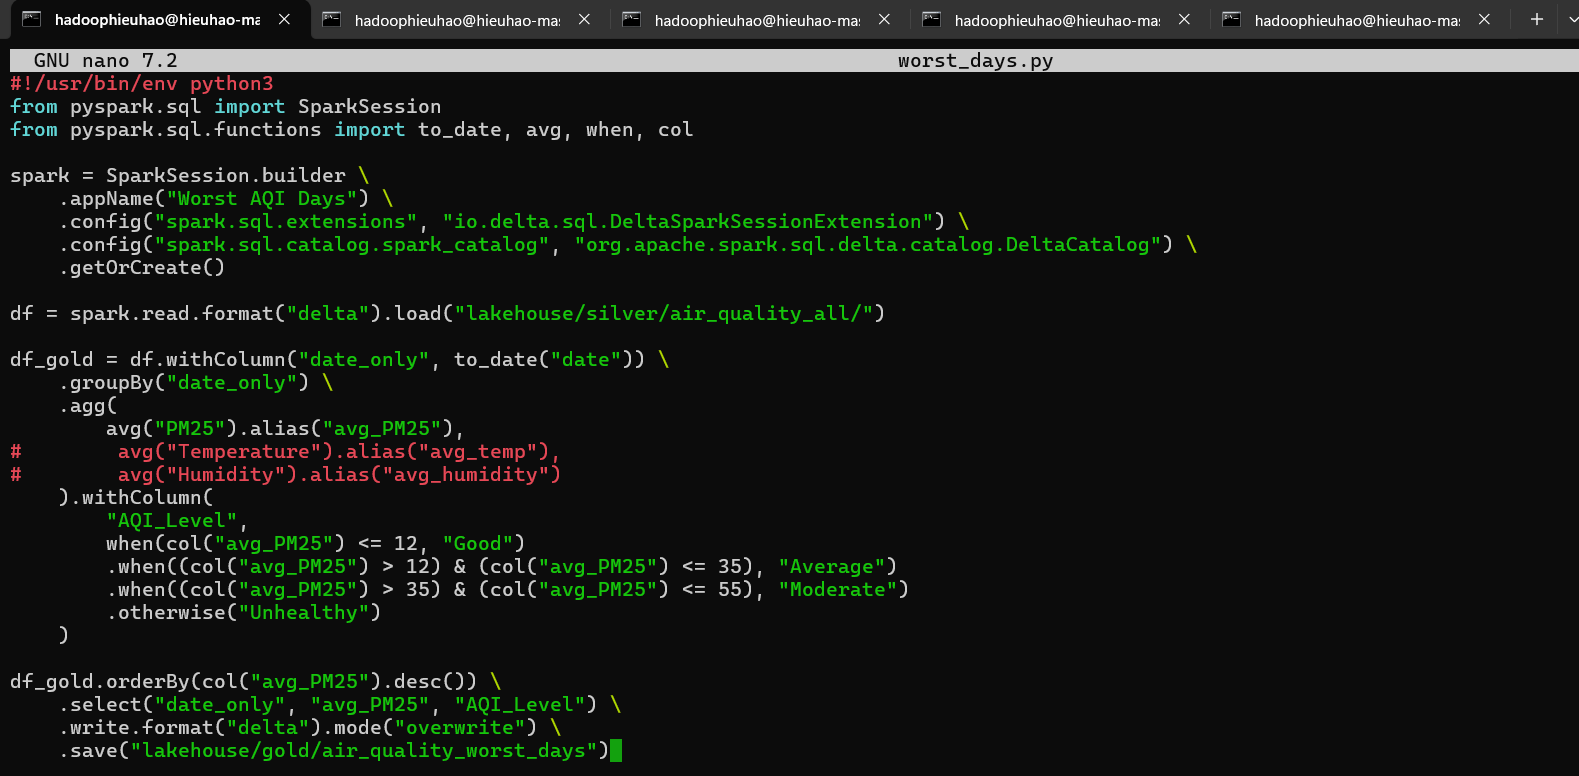 hadoophieuhao@hieuhao-ma hadoophieuhao@hieuhao-mas hadoophieuhao@hieuhao-mas hadoophieuhao@hieuhao-mas hadoophieuhao@hieuhao-mas
GNU nano 7.2 worst_days.py
#!/usr/bin/env python3
from pyspark.sql import SparkSession
from pyspark.sql.functions import to_date, avg, when, col
spark = SparkSession.builder \
    .appName("Worst AQI Days") \
    .config("spark.sql.extensions", "io.delta.sql.DeltaSparkSessionExtension") \
    .config("spark.sql.catalog.spark_catalog", "org.apache.spark.sql.delta.catalog.DeltaCatalog") \
    .getOrCreate()
df = spark.read.format("delta").load("lakehouse/silver/air_quality_all/")
df_gold = df.withColumn("date_only", to_date("date")) \
    .groupBy("date_only") \
    .agg(
        avg("PM25").alias("avg_PM25"),
#        avg("Temperature").alias("avg_temp"),
#        avg("Humidity").alias("avg_humidity")
    ).withColumn(
        "AQI_Level",
        when(col("avg_PM25") <= 12, "Good")
        .when((col("avg_PM25") > 12) & (col("avg_PM25") <= 35), "Average")
        .when((col("avg_PM25") > 35) & (col("avg_PM25") <= 55), "Moderate")
        .otherwise("Unhealthy")
    )
df_gold.orderBy(col("avg_PM25").desc()) \
    .select("date_only", "avg_PM25", "AQI_Level") \
    .write.format("delta").mode("overwrite") \
    .save("lakehouse/gold/air_quality_worst_days")